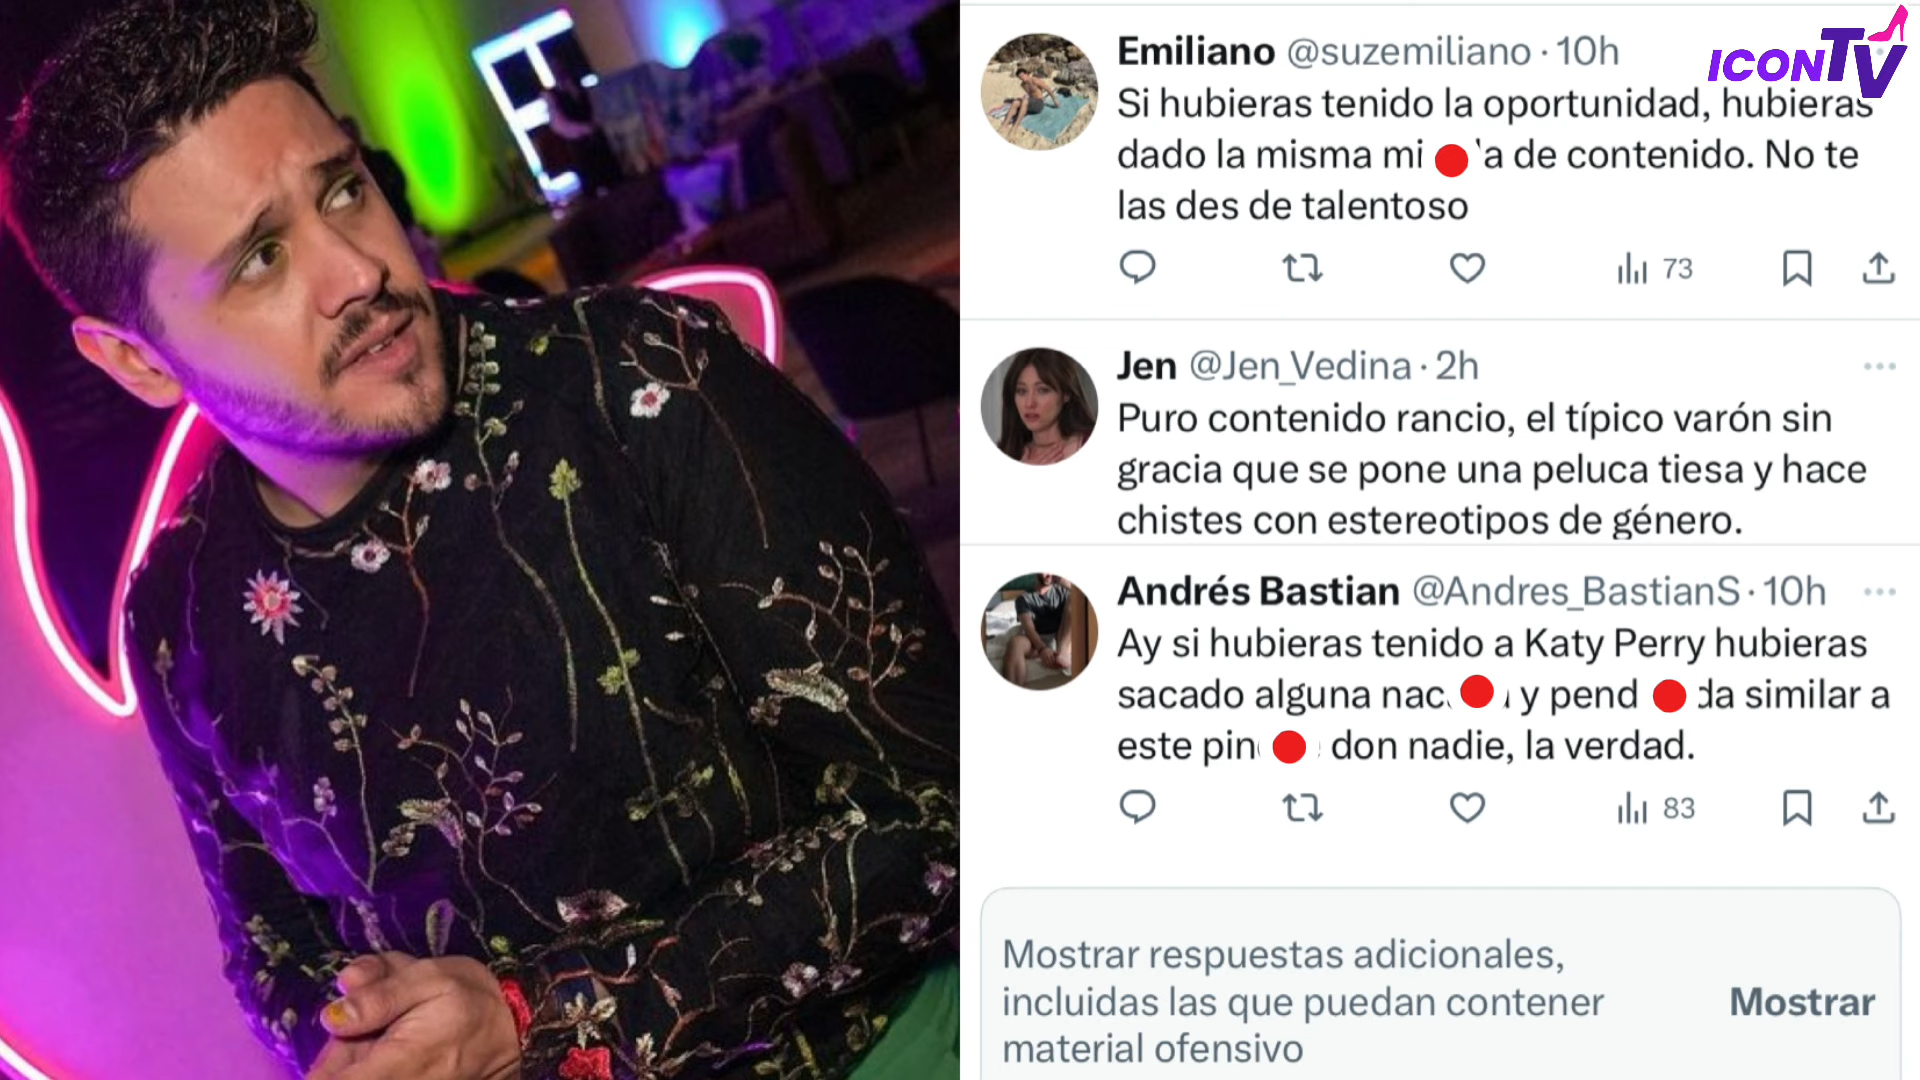 ICONTV
Emiliano @suzemiliano · 10h
Si hubieras tenido la oportunidad, hubieras
dado la misma mi a de contenido. No te
las des de talentoso
73
Jen @Jen_Vedina · 2h
Puro contenido rancio, el típico varón sin
gracia que se pone una peluca tiesa y hace
chistes con estereotipos de género.
Andrés Bastian @Andres_BastianS · 10h
Ay si hubieras tenido a Katy Perry hubieras
sacado alguna nac y pend da similar a
este pin don nadie, la verdad.
83
Mostrar respuestas adicionales,
incluidas las que puedan contener
material ofensivo
Mostrar